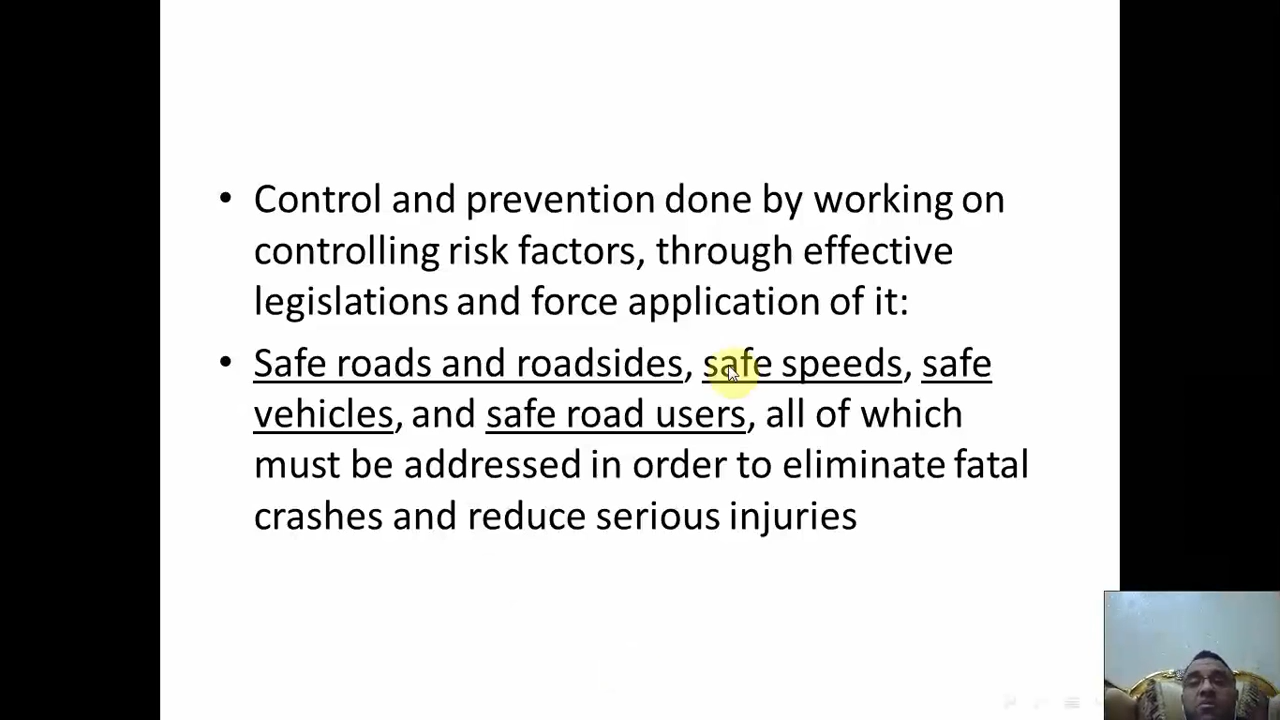 • Control and prevention done by working on
controlling risk factors, through effective
legislations and force application of it:
• Safe roads and roadsides, safe speeds, safe
vehicles, and safe road users, all of which
must be addressed in order to eliminate fatal
crashes and reduce serious injuries